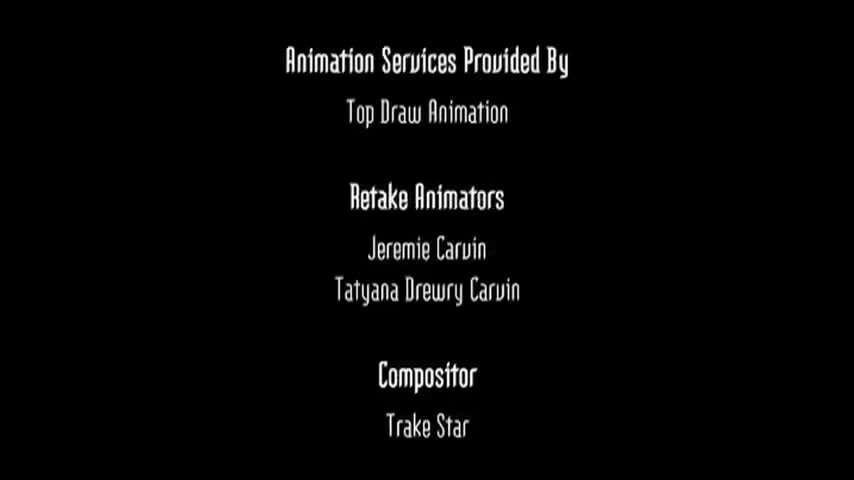 Animation Services Provided By
Top Draw Animation
Retake Animators
Jeremie Carvin
Tatyana Drewry Carvin
Compositor
Trake Star